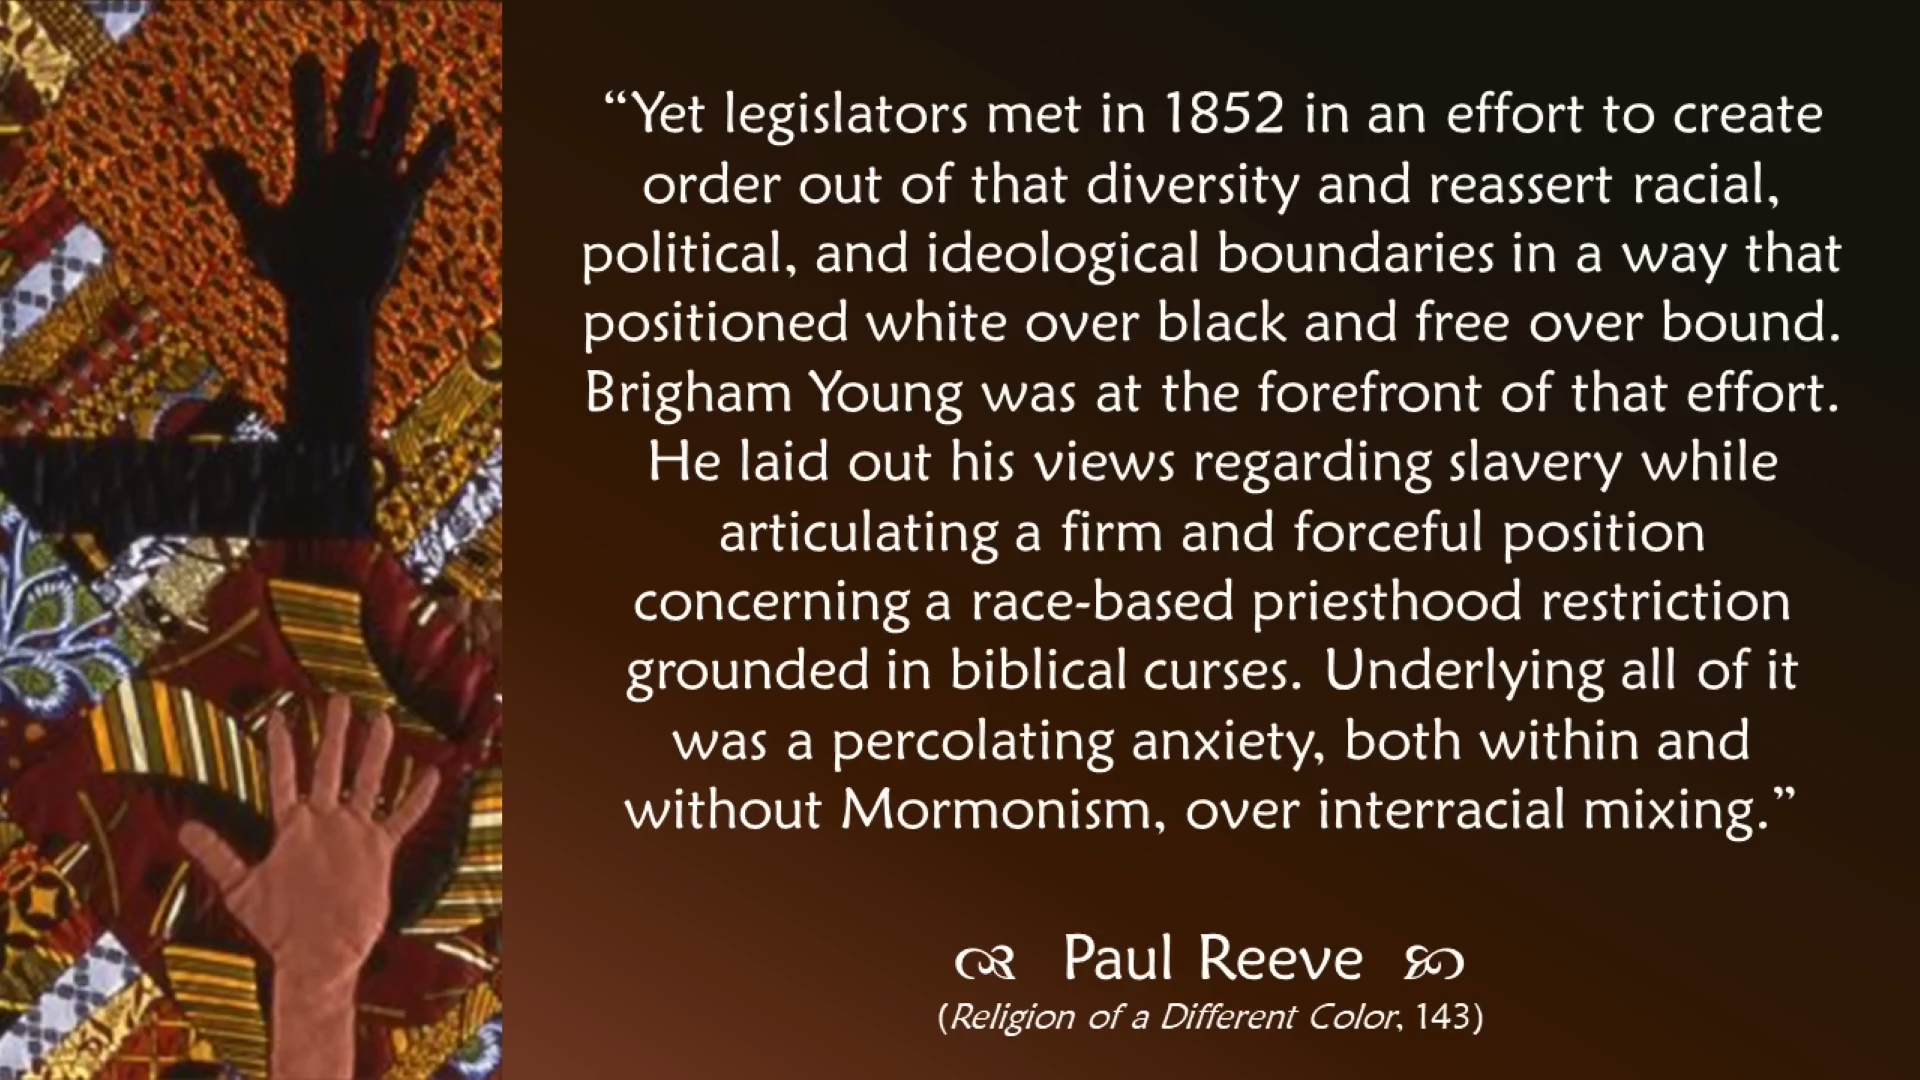 “Yet legislators met in 1852 in an effort to create
order out of that diversity and reassert racial,
political, and ideological boundaries in a way that
positioned white over black and free over bound.
Brigham Young was at the forefront of that effort.
He laid out his views regarding slavery while
articulating a firm and forceful position
concerning a race-based priesthood restriction
grounded in biblical curses. Underlying all of it
was a percolating anxiety, both within and
without Mormonism, over interracial mixing.”
Paul Reeve
(Religion of a Different Color, 143)